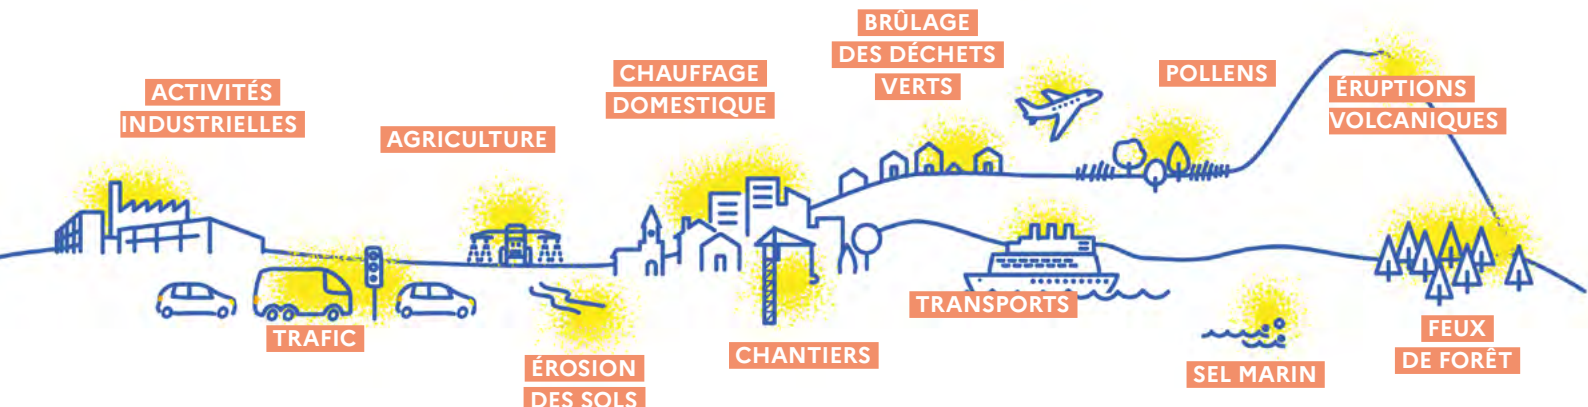 ACTIVITÉS
INDUSTRIELLES
AGRICULTURE
CHAUFFAGE
DOMESTIQUE
BRÛLAGE
DES DÉCHETS
VERTS
POLLENS
ÉRUPTIONS
VOLCANIQUES
TRAFIC
ÉROSION
DES SOLS
CHANTIERS
TRANSPORTS
SEL MARIN
FEUX
DE FORÊT